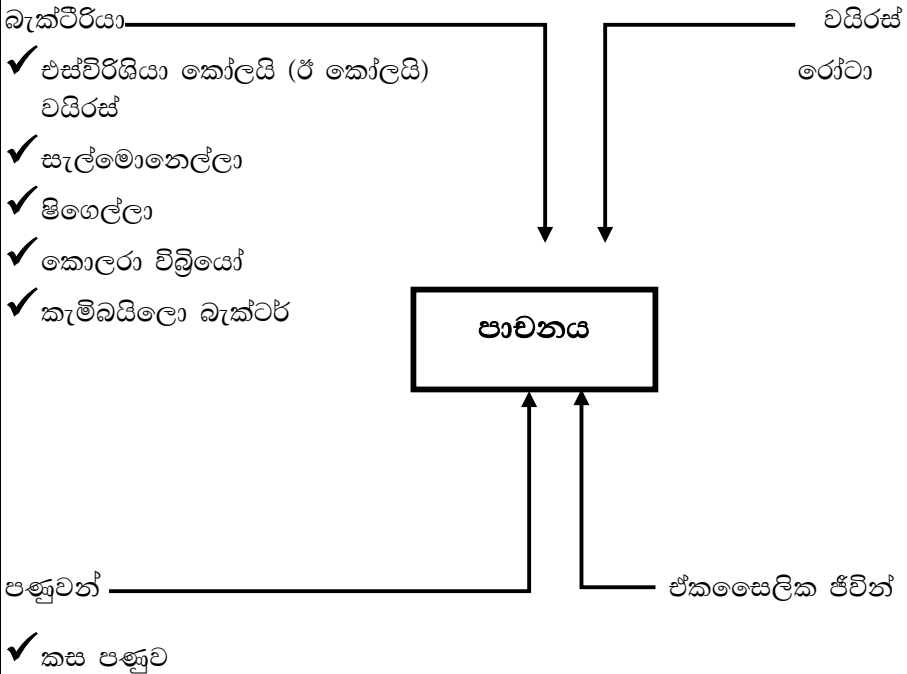 බැක්ටීරියා වයිරස්
එස්විරිශියා කෝලයි (ඊ කෝලයි) රෝටා
වයිරස්
සැල්මොනෙල්ලා
ෂිගෙල්ලා
කොලරා විබ්‍රියෝ
කැම්බයිලො බැක්ටර්
පාචනය
පණුවන් ඒකසෛලික ජීවින්
කස පණුව